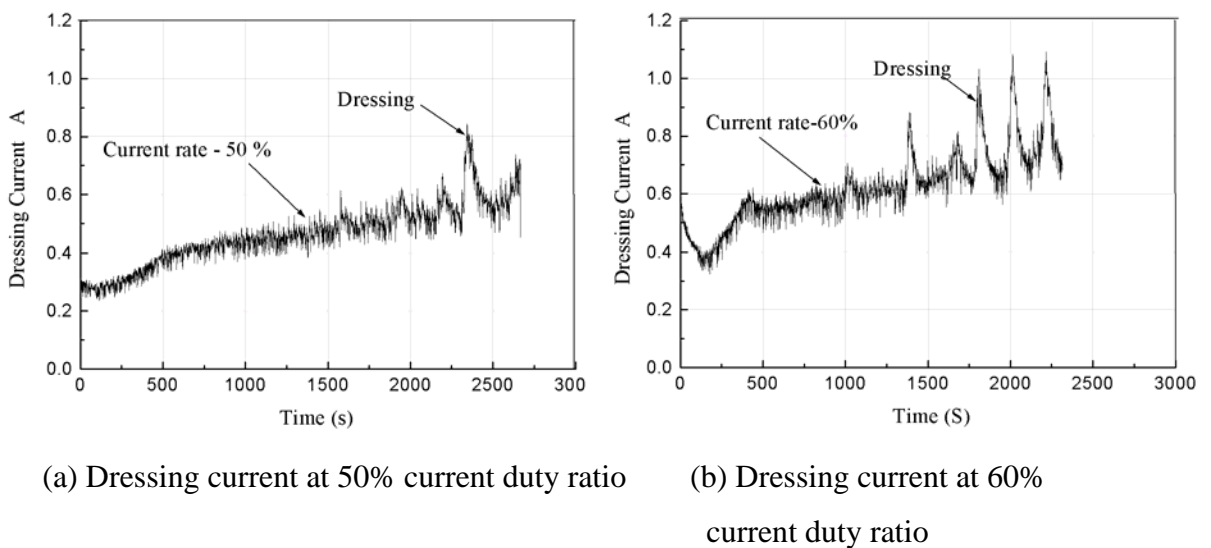 1.2
1.0
0.8
0.6
0.4
0.2
0.0
Dressing Current A
Dressing
Current rate - 50 %
0 500 1000 1500 2000 2500 300
Time (s)
1.2
1.0
0.8
0.6
0.4
0.2
0.0
Dressing Current A
Dressing
Current rate-60%
0 500 1000 1500 2000 2500 3000
Time (S)
(a) Dressing current at 50% current duty ratio
(b) Dressing current at 60%
current duty ratio